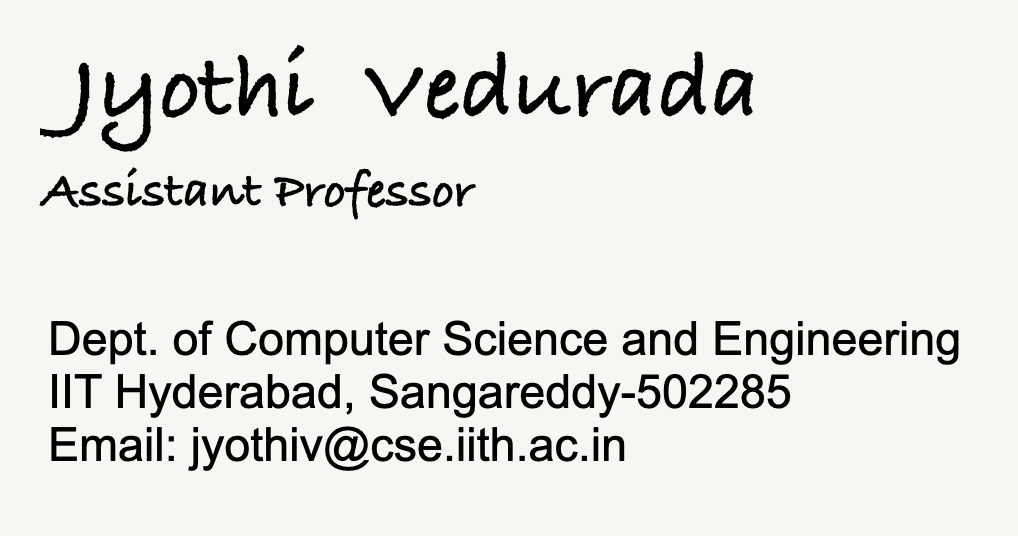 Jyothi Vedurada
Assistant Professor
Dept. of Computer Science and Engineering
IIT Hyderabad, Sangareddy-502285
Email: jyothiv@cse.iith.ac.in